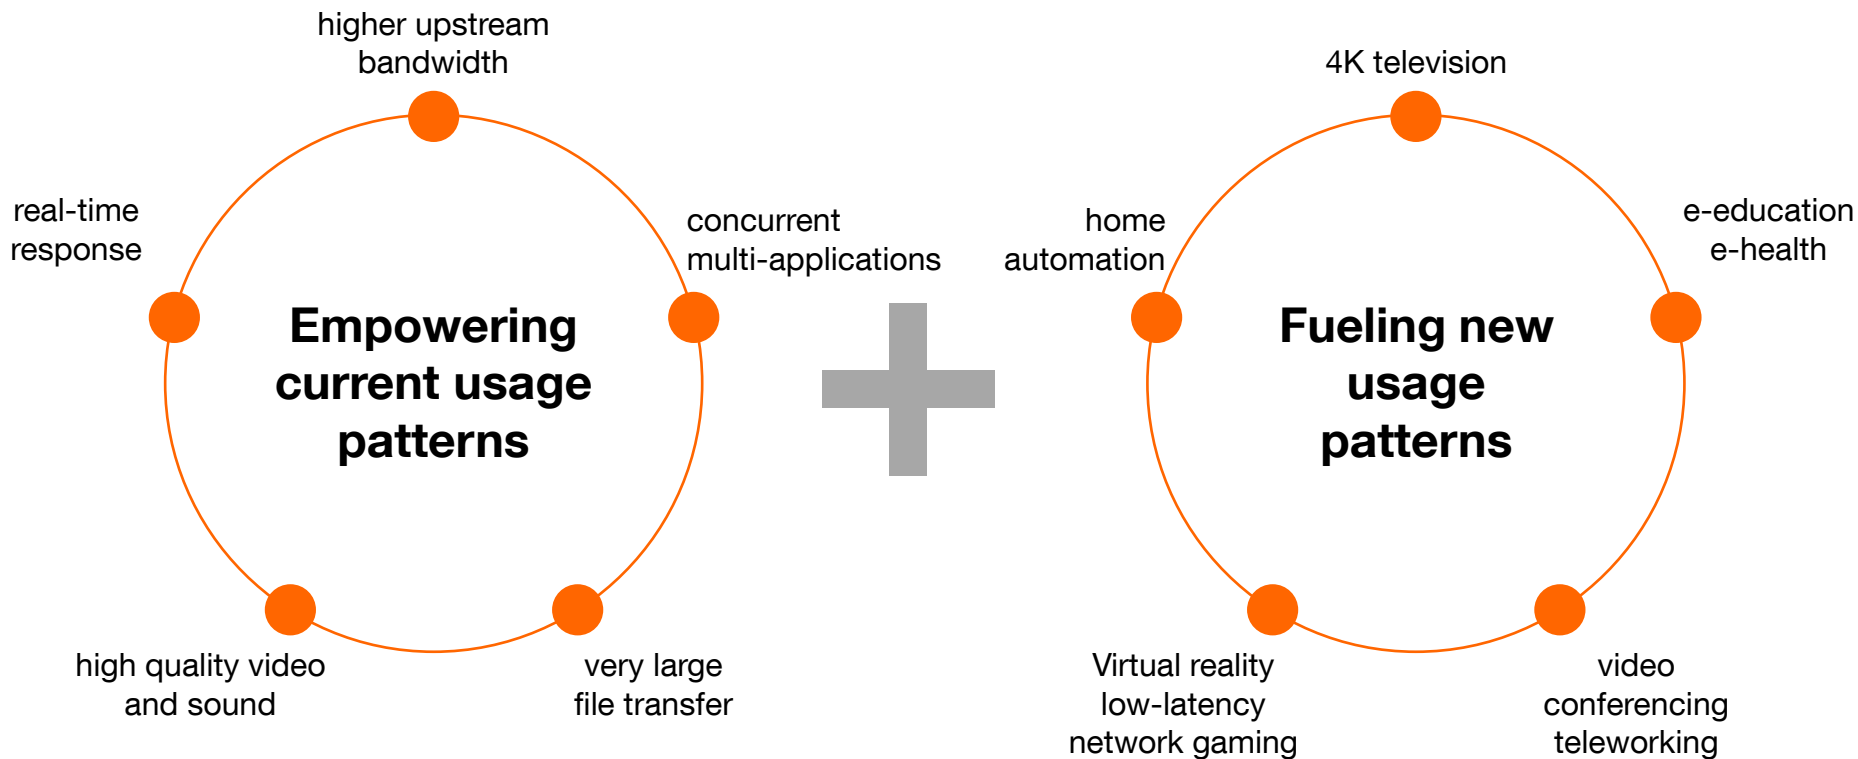 higher upstream
bandwidth
real-time
response
concurrent
multi-applications
Empowering
current usage
patterns
high quality video
and sound
very large
file transfer
4K television
home
automation
e-education
e-health
Fueling new
usage
patterns
Virtual reality
low-latency
network gaming
video
conferencing
teleworking